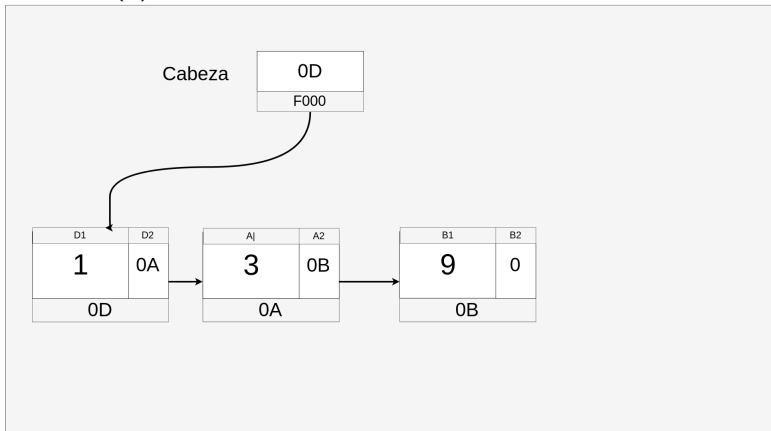 Cabeza
0D
F000
D1 D2 A| A2 B1 B2
1 0A 3 0B 9 0
0D 0A 0B